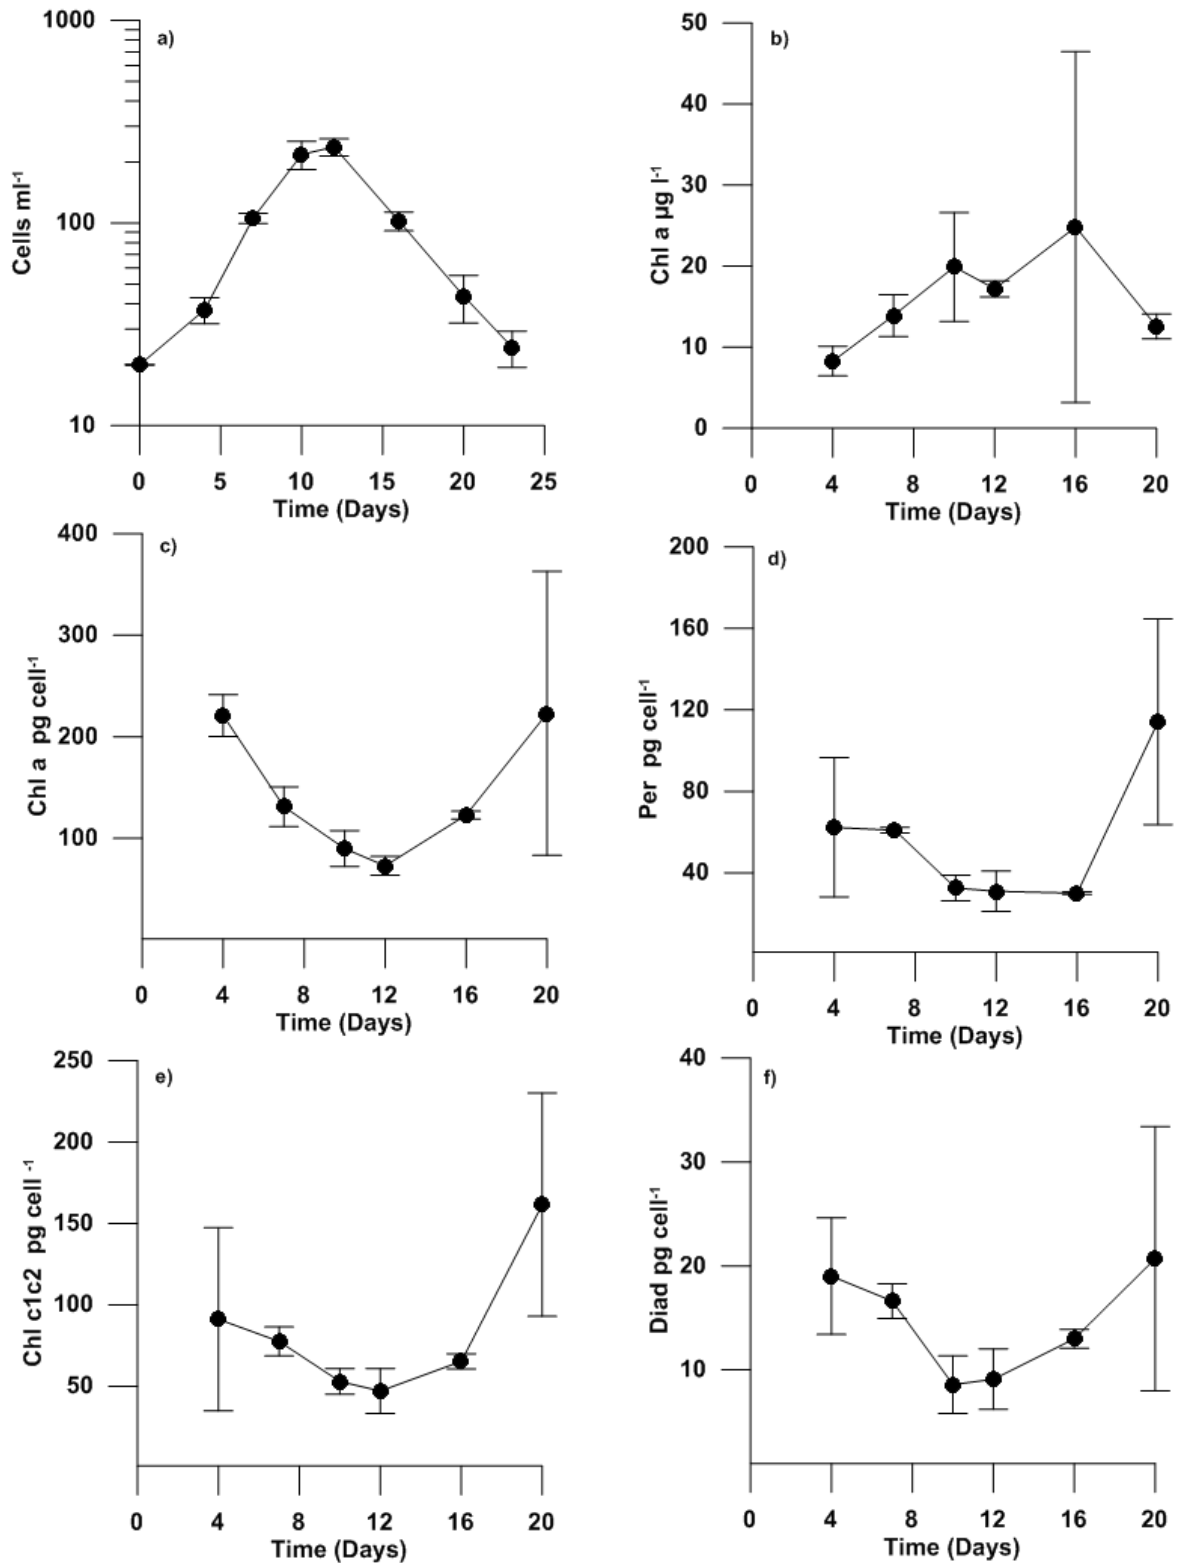 a)
1000
100
10
Cells ml-1
0 5 10 15 20 25
Time (Days)
b)
50
40
30
20
10
0
Chl a µg l-1
0 4 8 12 16 20
Time (Days)
c)
400
300
200
100
Chl a pg cell-1
0 4 8 12 16 20
Time (Days)
d)
200
160
120
80
40
Per pg cell-1
0 4 8 12 16 20
Time (Days)
e)
250
200
150
100
50
Chl c1c2 pg cell -1
0 4 8 12 16 20
Time (Days)
f)
40
30
20
10
Diad pg cell-1
0 4 8 12 16 20
Time (Days)